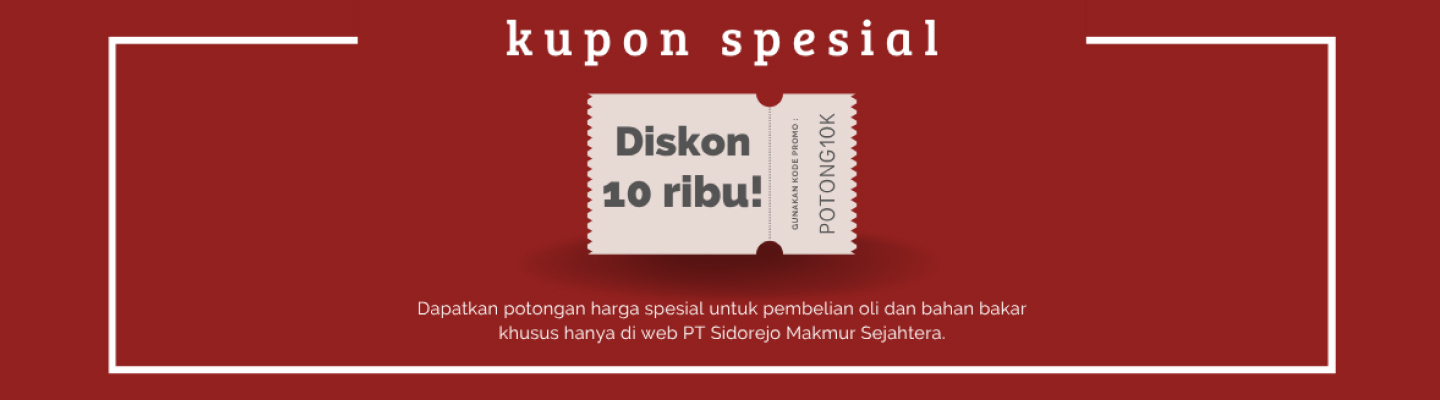 kupon spesial
Diskon
10 ribu!
GUNAKAN KODE PROMO :
POTONG10K
Dapatkan potongan harga spesial untuk pembelian oli dan bahan bakar
khusus hanya di web PT Sidorejo Makmur Sejahtera.